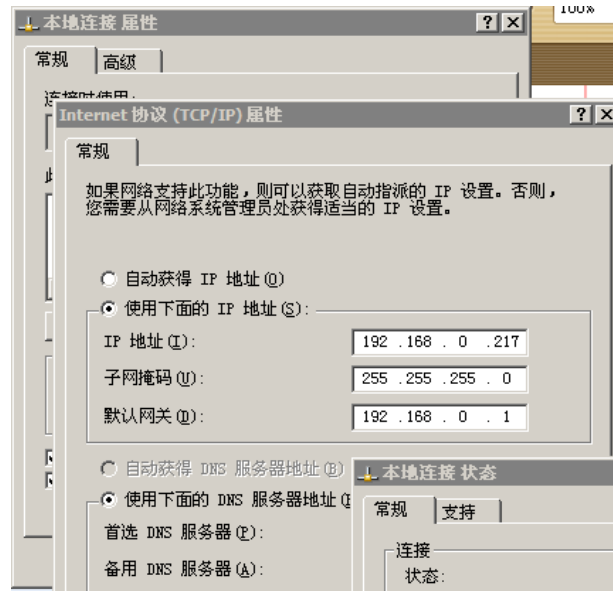 本地连接 属性
100%
常规
高级
连接时使用:
Internet 协议 (TCP/IP) 属性
常规
如果网络支持此功能，则可以获取自动指派的 IP 设置。否则，
您需要从网络系统管理员处获得适当的 IP 设置。
自动获得 IP 地址(O)
使用下面的 IP 地址(S):
IP 地址(I):
192 .168 . 0 .217
子网掩码(U):
255 .255 .255 . 0
默认网关(D):
192 .168 . 0 . 1
自动获得 DNS 服务器地址(B)
使用下面的 DNS 服务器地址(
首选 DNS 服务器(P):
备用 DNS 服务器(A):
本地连接 状态
常规
支持
连接
状态: